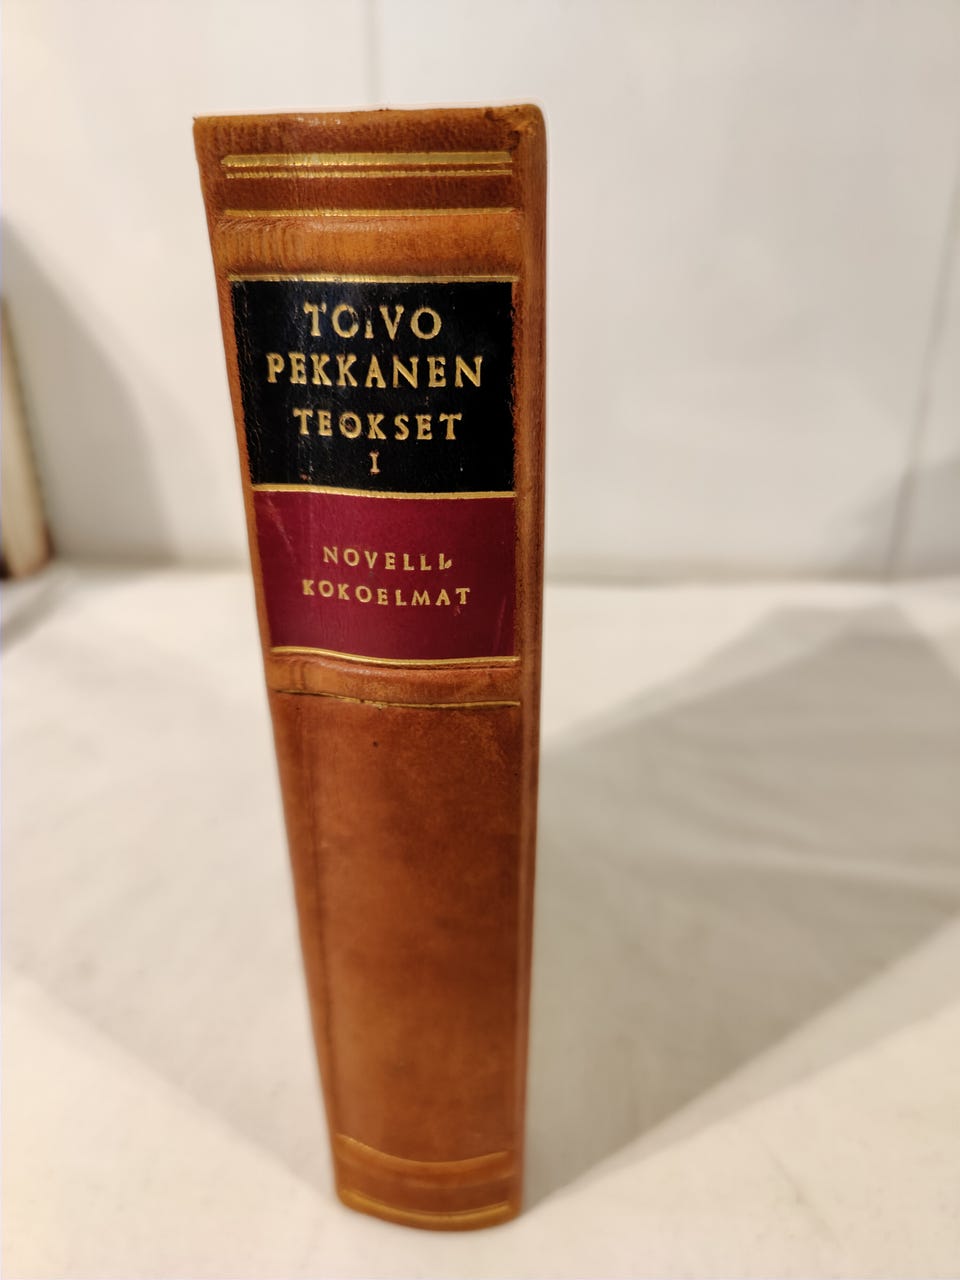 TOIVO
PEKKANEN
TEOKSET
I
NOVELLI-
KOKOELMAT